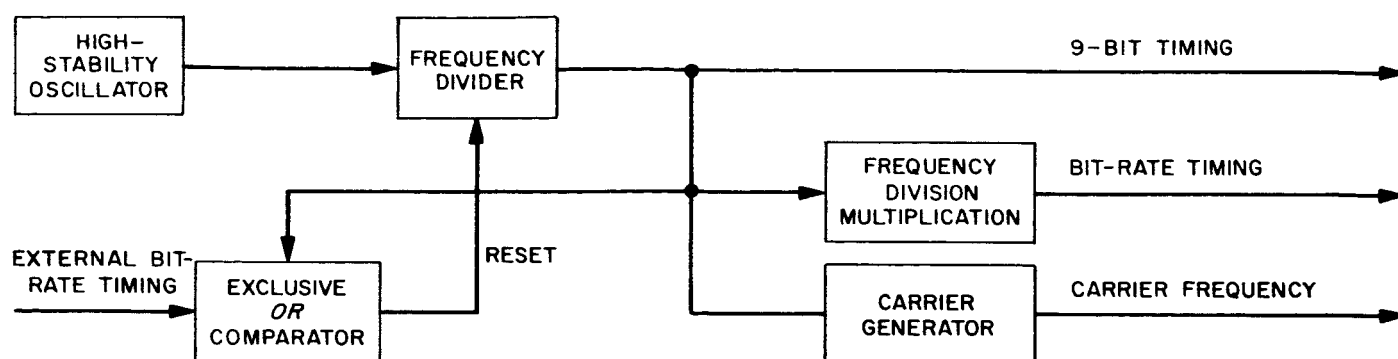 HIGH-
STABILITY
OSCILLATOR
FREQUENCY
DIVIDER
9-BIT TIMING
FREQUENCY
DIVISION
MULTIPLICATION
BIT-RATE TIMING
EXTERNAL BIT-
RATE TIMING
EXCLUSIVE
OR
COMPARATOR
RESET
CARRIER
GENERATOR
CARRIER FREQUENCY